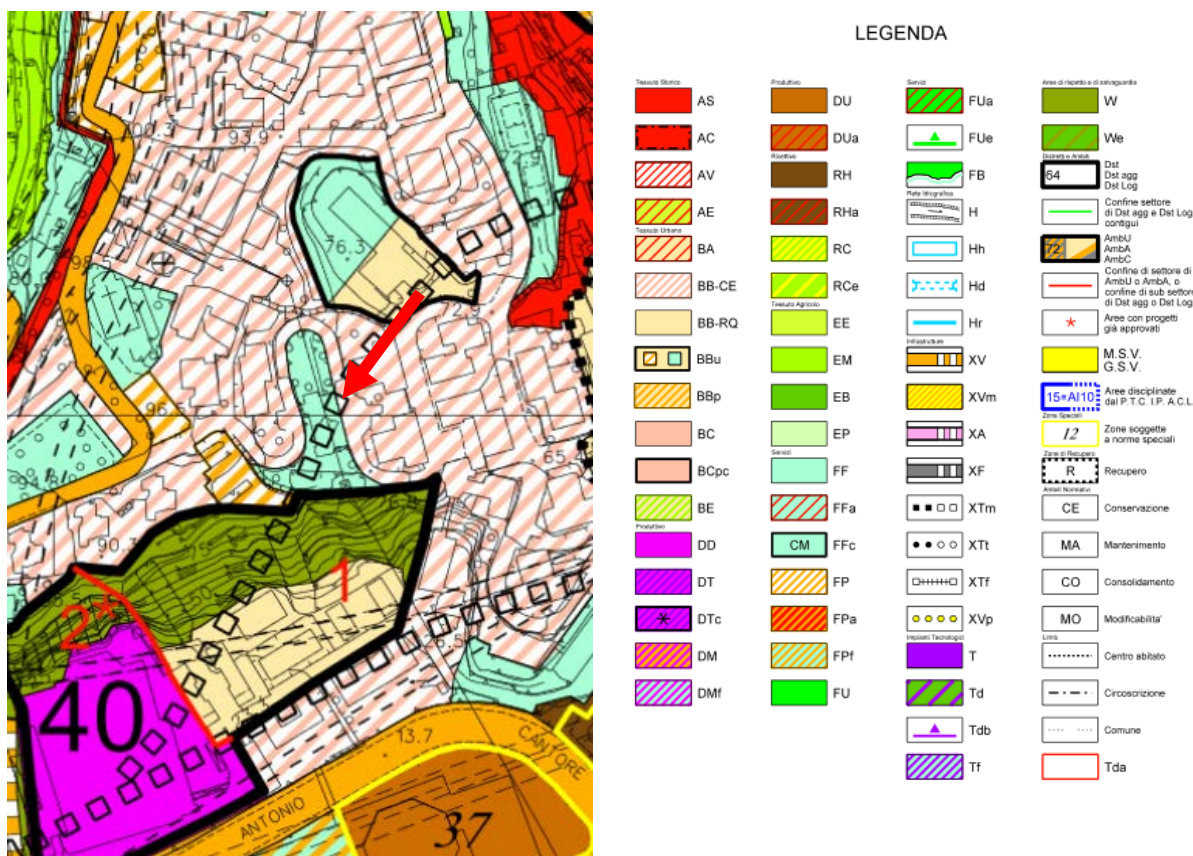 100.3
93.9
98.5
76.3
72.8
96
65
94.8
90.3
50
1
2*
40
13.7
ANTONIO
CANTORE
37
LEGENDA
Tessuto Storico
AS
AC
AV
AE
Tessuto Urbano
BA
BB-CE
BB-RQ
BBu
BBp
BC
BCpc
BE
Produttivo
DD
DT
DTc
DM
DMf
Produttivo
DU
DUa
Ricettivo
RH
RHa
RC
RCe
Tessuto Agricolo
EE
EM
EB
EP
Servizi
FF
FFa
CM FFc
FP
FPa
FPf
FU
Servizi
FUa
FUe
FB
Rete Idrografica
H
Hh
Hd
Hr
Infrastrutture
XV
XVm
XA
XF
XTm
XTt
XTf
XVp
Impianti Tecnologici
T
Td
Tdb
Tf
Aree di rispetto e di salvaguardia
W
We
Distretti e Ambiti
64
Dst
Dst agg
Dst Log
Confine settore
di Dst agg e Dst Log
contigui
72
AmbU
AmbA
AmbC
Confine di settore di
AmbU o AmbA, o
confine di sub settore
di Dst agg o Dst Log
* Aree con progetti
già approvati
M.S.V.
G.S.V.
15=AI10 Aree disciplinate
dal P.T.C. I.P. A.C.L.
Zone Speciali
12 Zone soggette
a norme speciali
Zone di Recupero
R Recupero
Ambiti Normativi
CE Conservazione
MA Mantenimento
CO Consolidamento
MO Modificabilita'
Limiti
Centro abitato
Circoscrizione
Comune
Tda